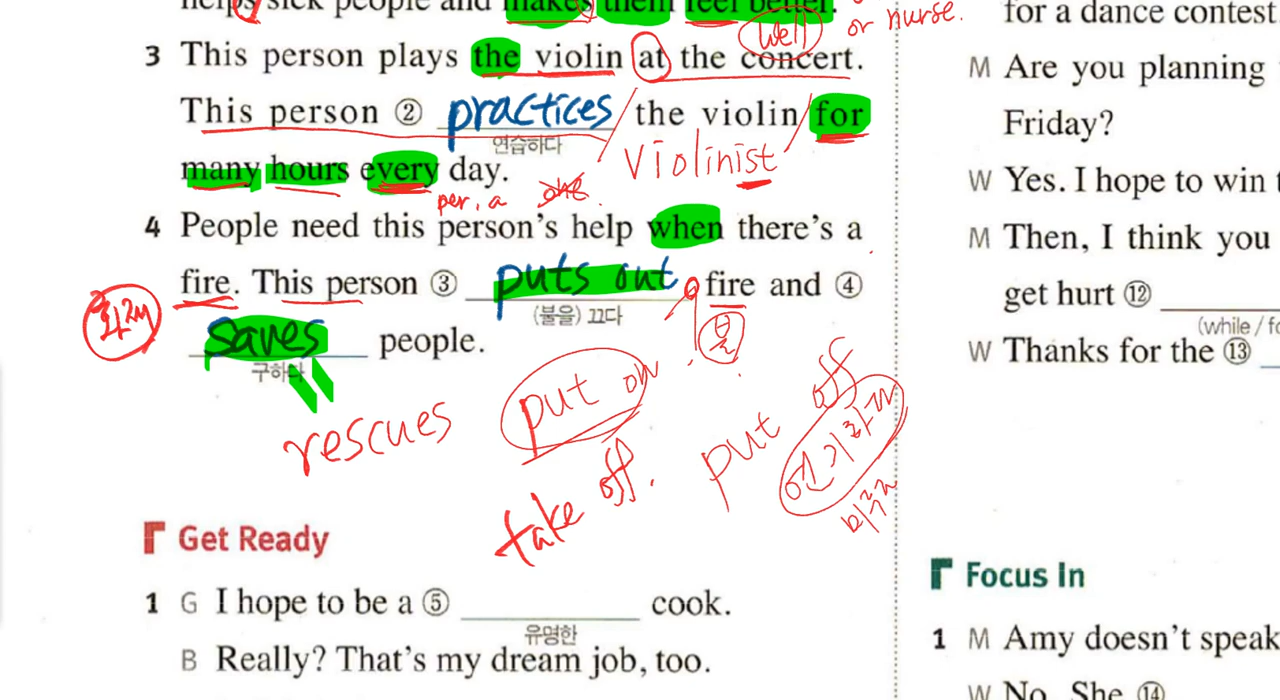 helps sick people and makes them feel better.
well
or nurse.
3 This person plays the violin at the concert.
This person ② practices the violin for
연습하다
violinist
many hours every day.
per, a one
4 People need this person's help when there's a
fire. This person ③ puts out fire and ④
화재
(불을) 끄다
불
saves people.
구하다
rescues
put on
take off.
put off
연기하다
미루다
Get Ready
1 G I hope to be a ⑤ cook.
유명한
B Really? That's my dream job, too.
for a dance contest
M Are you planning
Friday?
W Yes. I hope to win
M Then, I think you
get hurt ⑫
(while /
W Thanks for the ⑬
Focus In
1 M Amy doesn't speak
W No. She ⑭